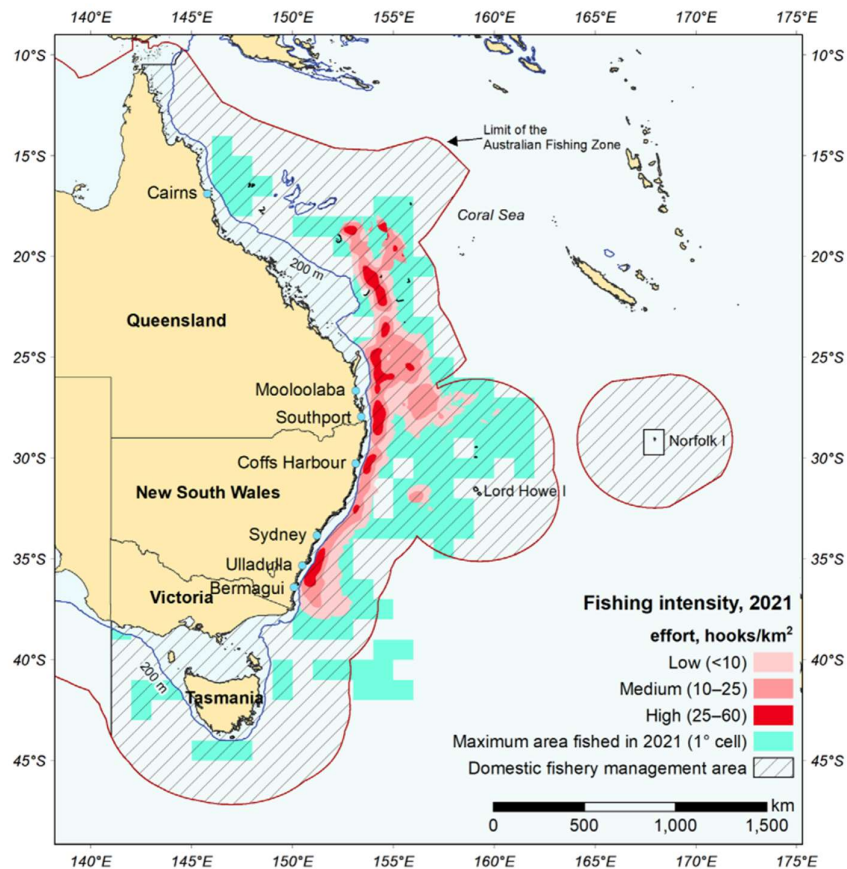 140°E 145°E 150°E 155°E 160°E 165°E 170°E 175°E
10°S 10°S
Limit of the
Australian Fishing Zone
15°S 15°S
Cairns
Coral Sea
20°S 20°S
200 m
Queensland
25°S 25°S
Mooloolaba
Southport
Norfolk I
30°S 30°S
Coffs Harbour
New South Wales
Lord Howe I
Sydney
35°S 35°S
Ulladulla
Bermagui
Victoria
Fishing intensity, 2021
effort, hooks/km²
40°S 40°S
Low (<10)
200 m
Tasmania
Medium (10–25)
High (25–60)
Maximum area fished in 2021 (1° cell)
45°S 45°S
Domestic fishery management area
km
0 500 1,000 1,500
140°E 145°E 150°E 155°E 160°E 165°E 170°E 175°E